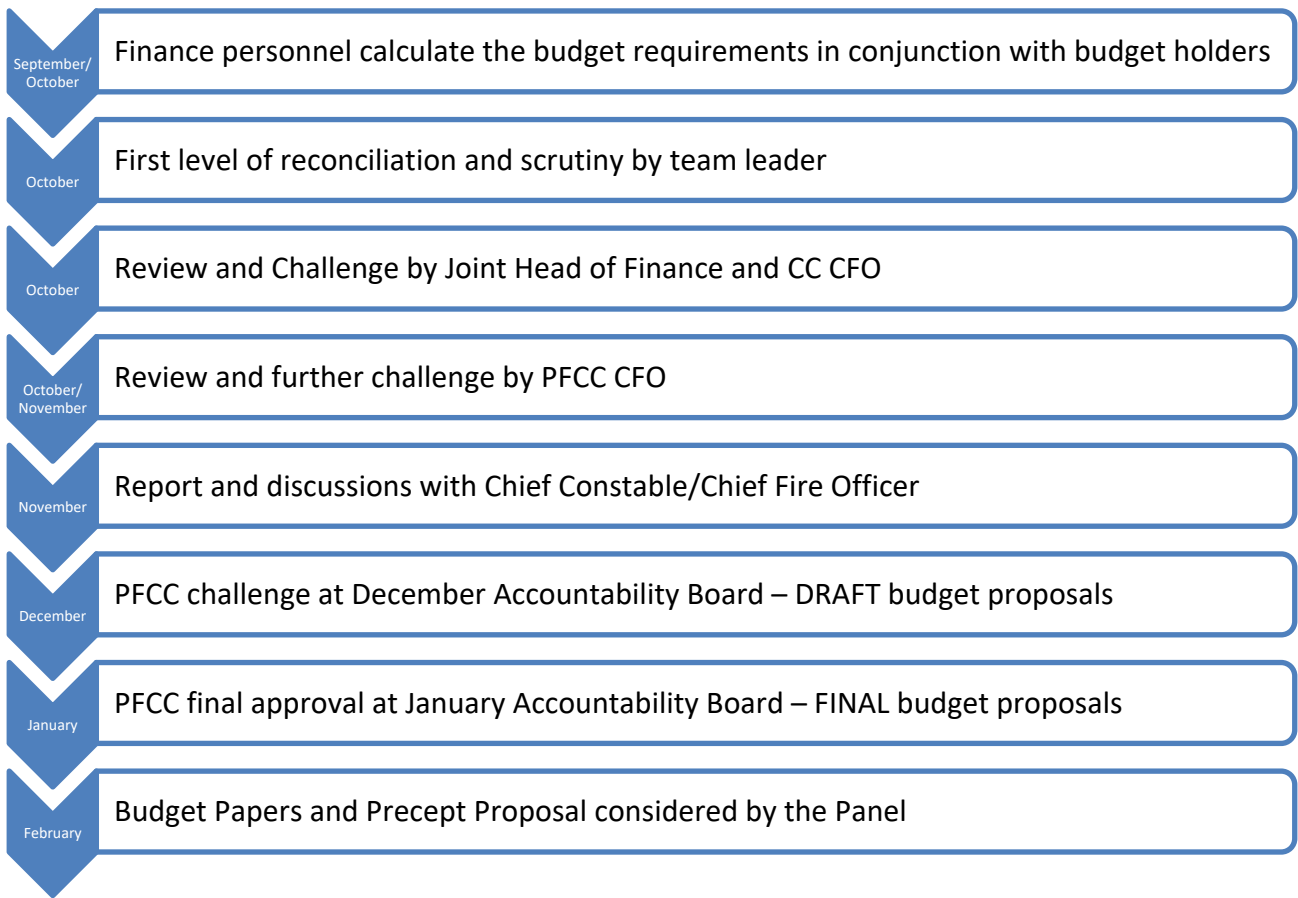 September/
October
Finance personnel calculate the budget requirements in conjunction with budget holders
October
First level of reconciliation and scrutiny by team leader
October
Review and Challenge by Joint Head of Finance and CC CFO
October/
November
Review and further challenge by PFCC CFO
November
Report and discussions with Chief Constable/Chief Fire Officer
December
PFCC challenge at December Accountability Board – DRAFT budget proposals
January
PFCC final approval at January Accountability Board – FINAL budget proposals
February
Budget Papers and Precept Proposal considered by the Panel